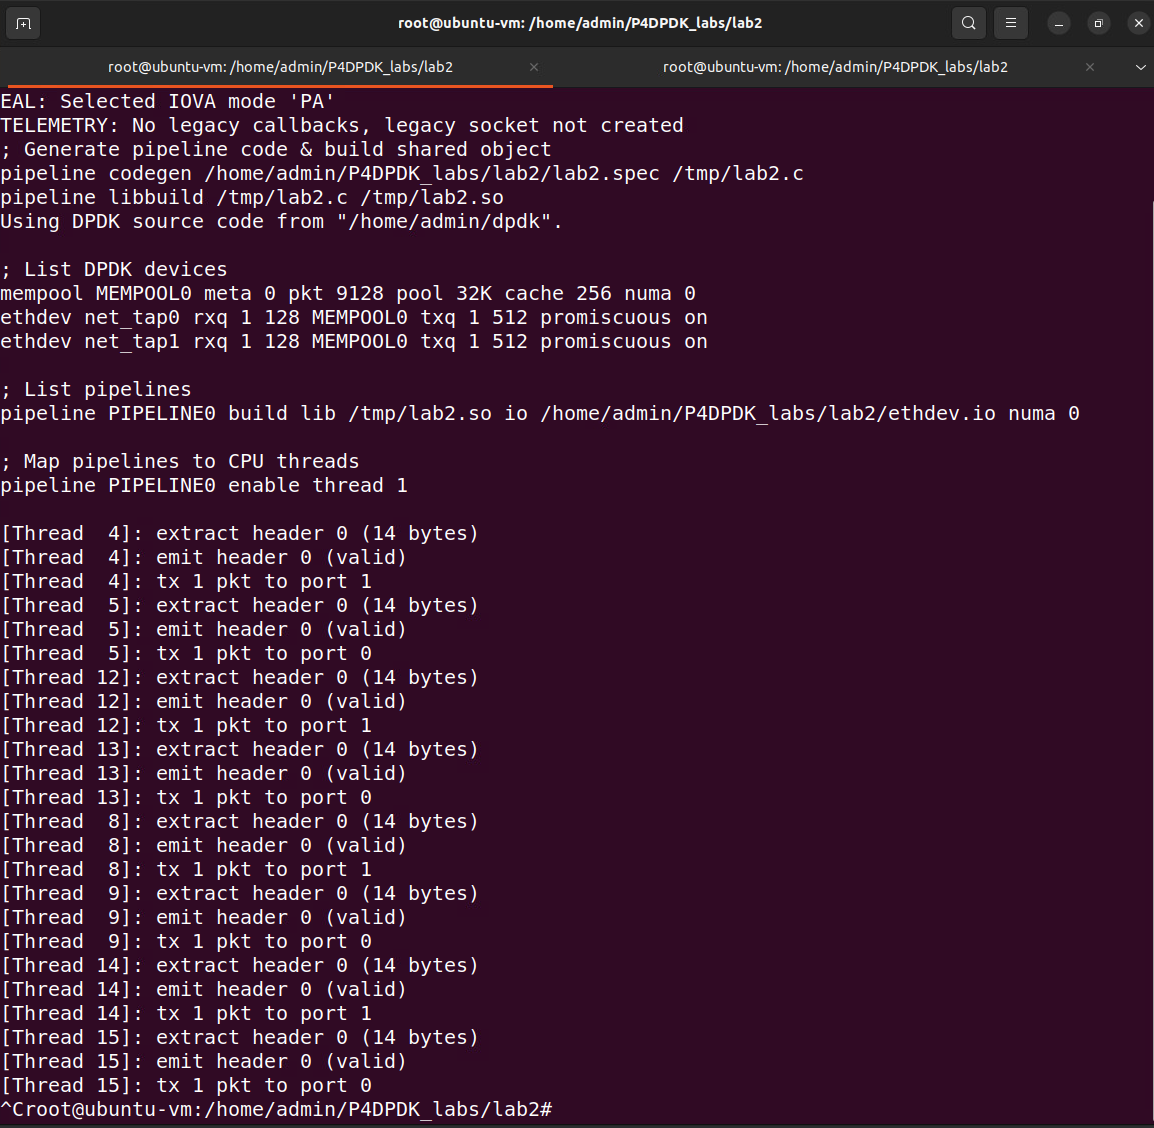 root@ubuntu-vm: /home/admin/P4DPDK_labs/lab2
root@ubuntu-vm: /home/admin/P4DPDK_labs/lab2 × root@ubuntu-vm: /home/admin/P4DPDK_labs/lab2 ×
EAL: Selected IOVA mode 'PA'
TELEMETRY: No legacy callbacks, legacy socket not created
; Generate pipeline code & build shared object
pipeline codegen /home/admin/P4DPDK_labs/lab2/lab2.spec /tmp/lab2.c
pipeline libbuild /tmp/lab2.c /tmp/lab2.so
Using DPDK source code from "/home/admin/dpdk".

; List DPDK devices
mempool MEMPOOL0 meta 0 pkt 9128 pool 32K cache 256 numa 0
ethdev net_tap0 rxq 1 128 MEMPOOL0 txq 1 512 promiscuous on
ethdev net_tap1 rxq 1 128 MEMPOOL0 txq 1 512 promiscuous on

; List pipelines
pipeline PIPELINE0 build lib /tmp/lab2.so io /home/admin/P4DPDK_labs/lab2/ethdev.io numa 0

; Map pipelines to CPU threads
pipeline PIPELINE0 enable thread 1

[Thread  4]: extract header 0 (14 bytes)
[Thread  4]: emit header 0 (valid)
[Thread  4]: tx 1 pkt to port 1
[Thread  5]: extract header 0 (14 bytes)
[Thread  5]: emit header 0 (valid)
[Thread  5]: tx 1 pkt to port 0
[Thread 12]: extract header 0 (14 bytes)
[Thread 12]: emit header 0 (valid)
[Thread 12]: tx 1 pkt to port 1
[Thread 13]: extract header 0 (14 bytes)
[Thread 13]: emit header 0 (valid)
[Thread 13]: tx 1 pkt to port 0
[Thread  8]: extract header 0 (14 bytes)
[Thread  8]: emit header 0 (valid)
[Thread  8]: tx 1 pkt to port 1
[Thread  9]: extract header 0 (14 bytes)
[Thread  9]: emit header 0 (valid)
[Thread  9]: tx 1 pkt to port 0
[Thread 14]: extract header 0 (14 bytes)
[Thread 14]: emit header 0 (valid)
[Thread 14]: tx 1 pkt to port 1
[Thread 15]: extract header 0 (14 bytes)
[Thread 15]: emit header 0 (valid)
[Thread 15]: tx 1 pkt to port 0
^Croot@ubuntu-vm:/home/admin/P4DPDK_labs/lab2#